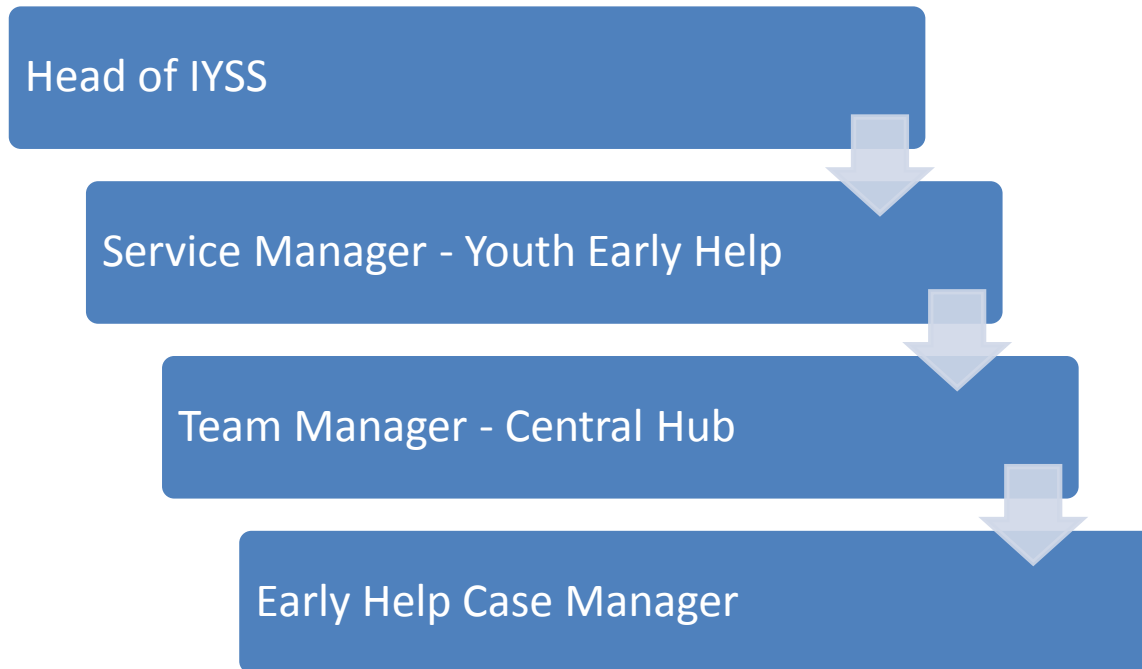 Head of IYSS
Service Manager - Youth Early Help
Team Manager - Central Hub
Early Help Case Manager